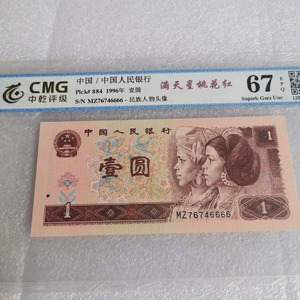 CMG
中乾评级
中国 / 中国人民银行
Pick# 884 1996年 壹圆
S/N MZ76746666 - 民族人物头像
满天星桃花红
67 EPQ
Superb Gem Unc
中国人民银行
1
壹圆
1
MZ76746666